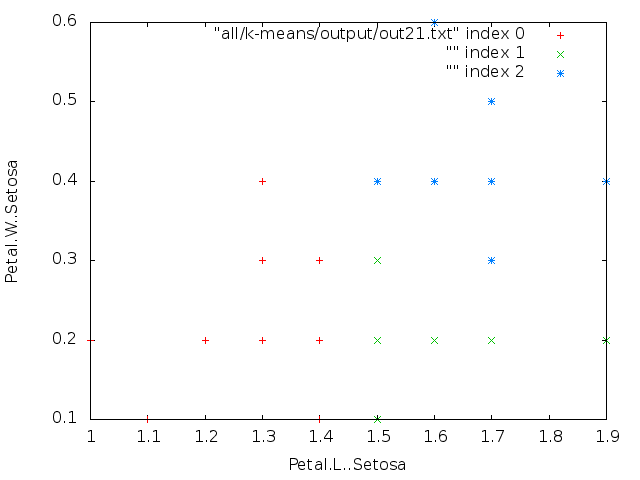 "all/k-means/output/out21.txt" index 0
"" index 1
"" index 2
0.6
0.5
0.4
0.3
0.2
0.1
Petal.W..Setosa
1 1.1 1.2 1.3 1.4 1.5 1.6 1.7 1.8 1.9
Petal.L..Setosa